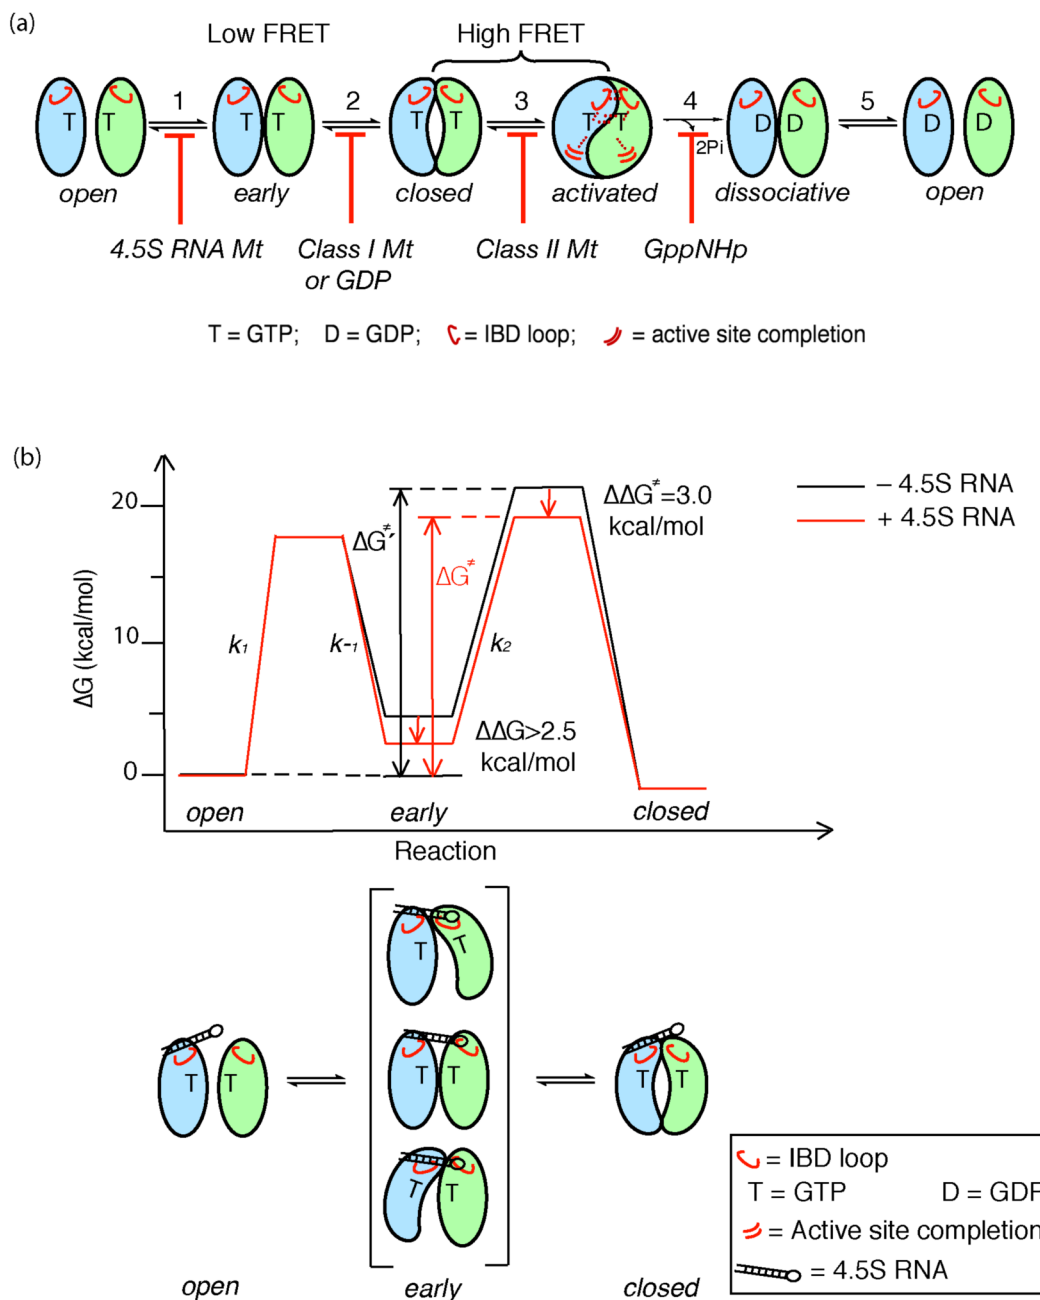 (a)
Low FRET High FRET
1 2 3 4 5
T T T T T T T T D D D D
2Pi
open early closed activated dissociative open
4.5S RNA Mt Class I Mt Class II Mt GppNHp
or GDP
T = GTP; D = GDP; = IBD loop; = active site completion
(b)
20
10
0
ΔG (kcal/mol)
ΔΔG≠=3.0
kcal/mol
– 4.5S RNA
+ 4.5S RNA
ΔG≠′
ΔG≠
k1 k-1 k2
ΔΔG>2.5
kcal/mol
open early closed
Reaction
T T
T T T T T T
T T
open early closed
= IBD loop
T = GTP D = GDP
= Active site completion
= 4.5S RNA